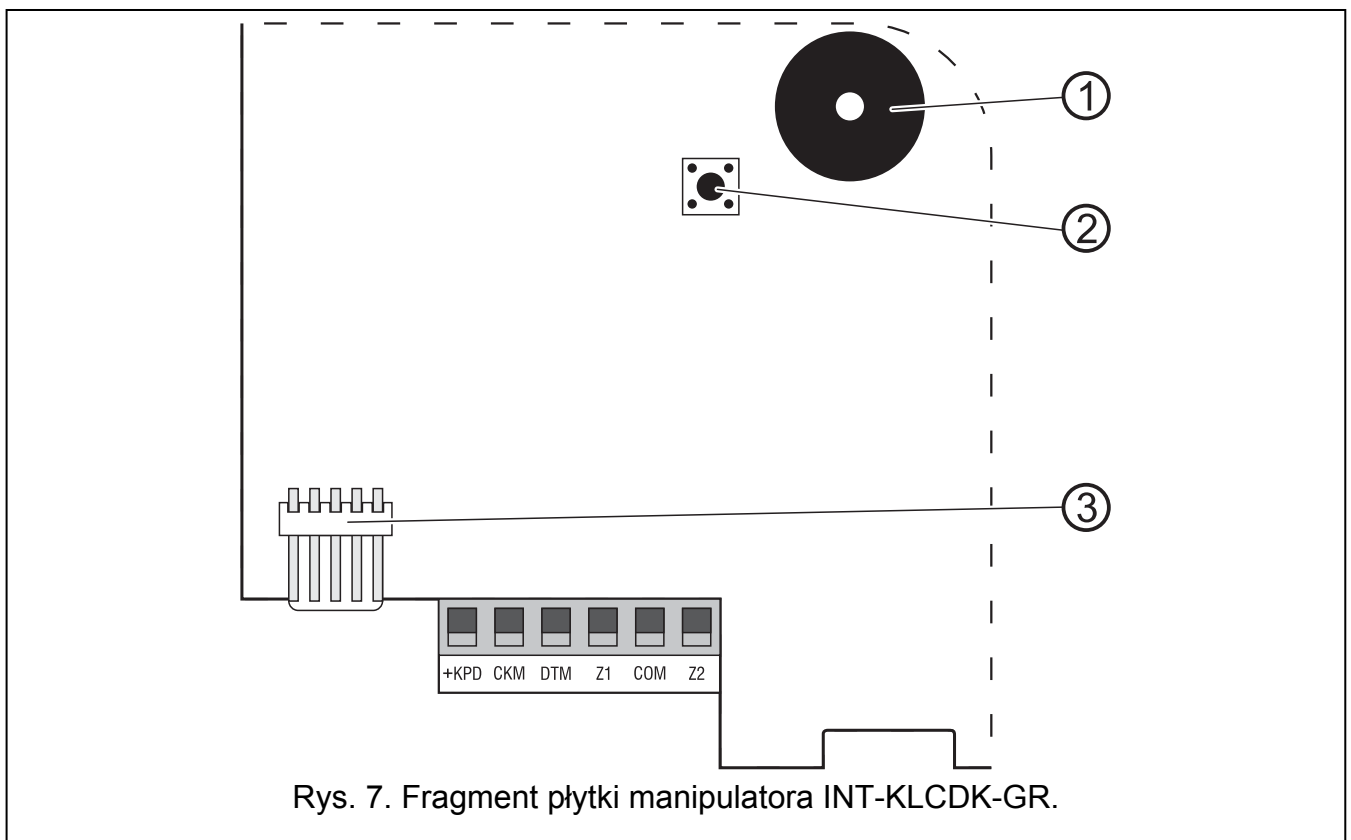 1
2
3
+KPD CKM DTM Z1 COM Z2
Rys. 7. Fragment płytki manipulatora INT-KLCDK-GR.